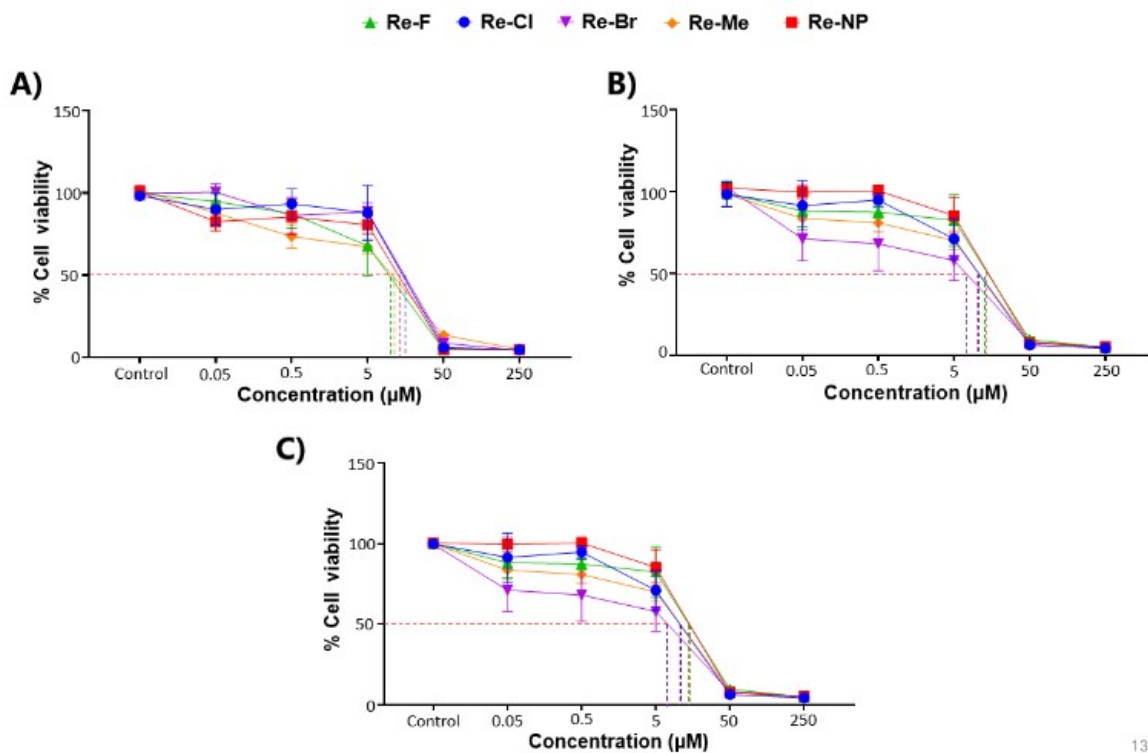 Re-F Re-Cl Re-Br Re-Me Re-NP
A)
150
100
50
0
% Cell viability
Control 0.05 0.5 5 50 250
Concentration (µM)
B)
150
100
50
0
% Cell viability
Control 0.05 0.5 5 50 250
Concentration (µM)
C)
150
100
50
0
% Cell viability
Control 0.05 0.5 5 50 250
Concentration (µM)
13